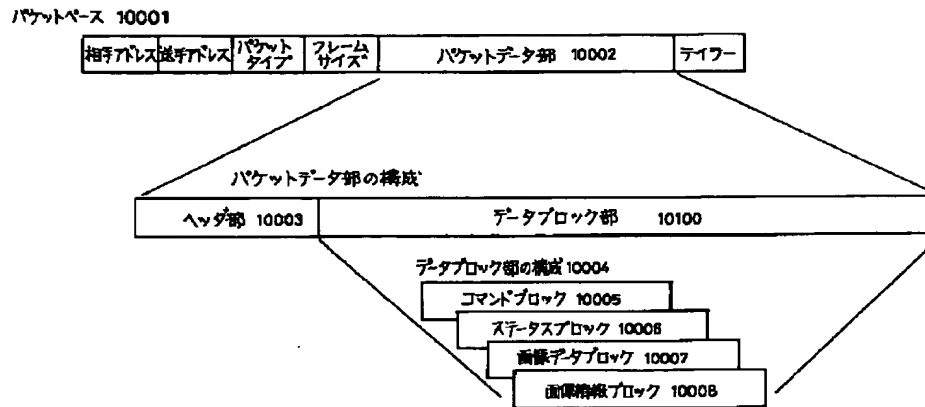 パケットベース 10001
相手アドレス 送手アドレス パケットタイプ フレームサイズ パケットデータ部 10002 テイラー
パケットデータ部の構成
ヘッダ部 10003 データブロック部 10100
データブロック部の構成 10004
コマンドブロック 10005
ステータスブロック 10006
画像データブロック 10007
画像情報ブロック 10008